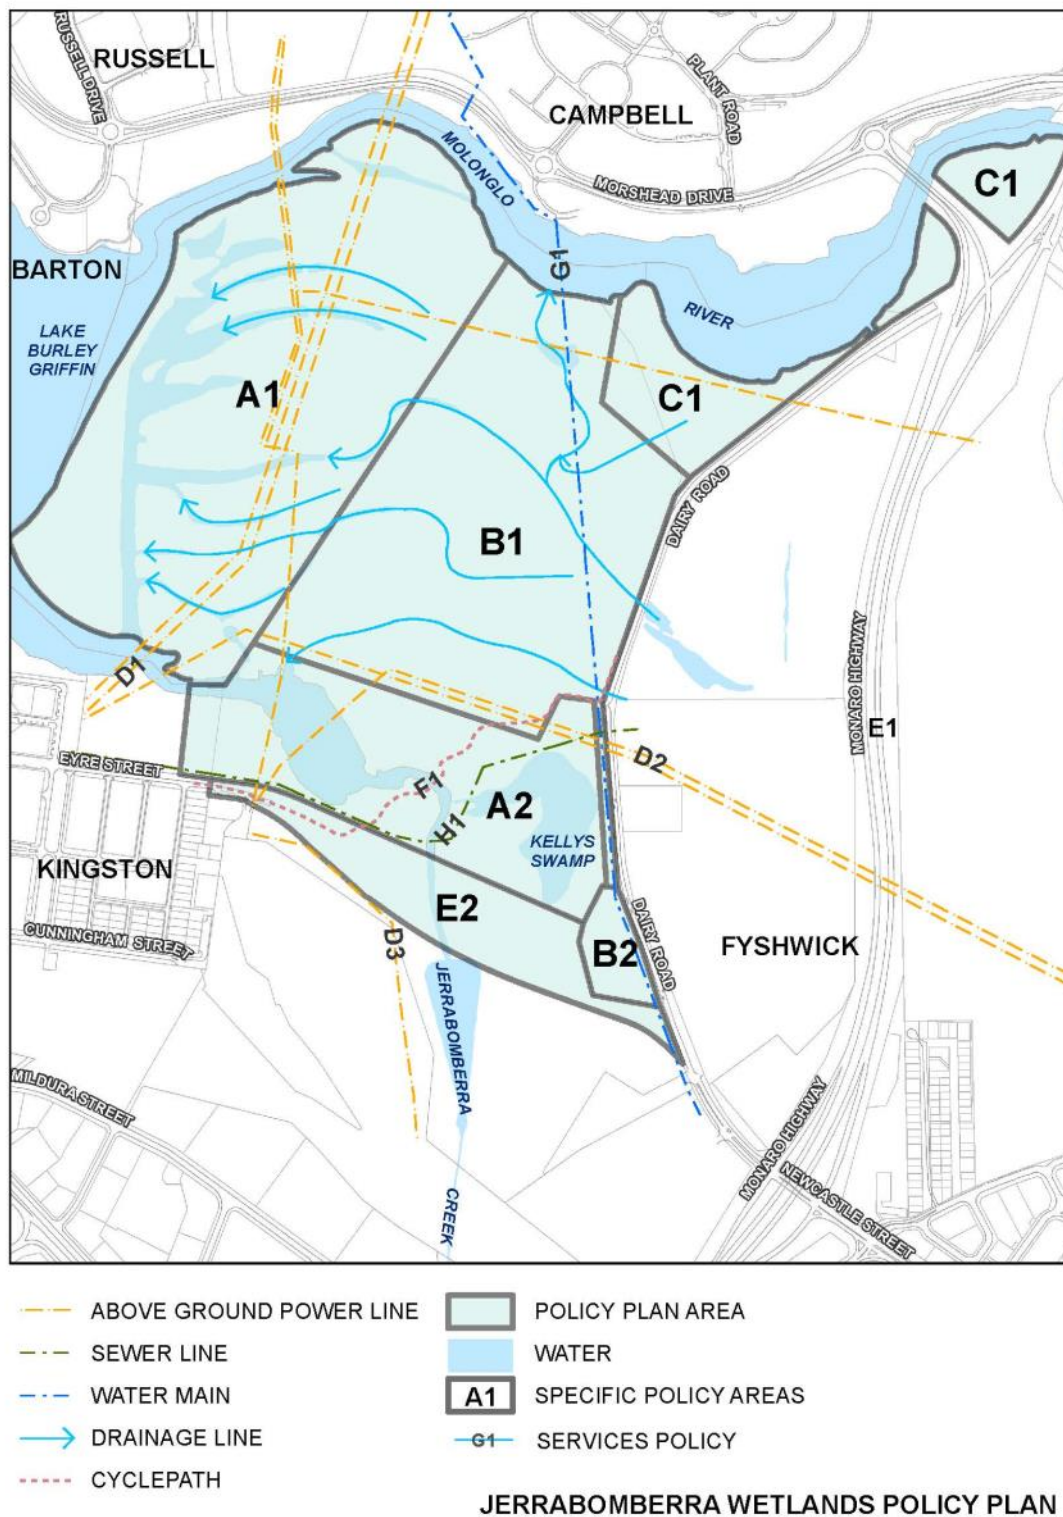 RUSSELL
RUSSELL DRIVE
CAMPBELL
PLANT ROAD
MOLONGLO
MORSHEAD DRIVE
C1
BARTON
G1
RIVER
LAKE
BURLEY
GRIFFIN
A1
C1
DAIRY ROAD
B1
MONARO HIGHWAY
D1
E1
EYRE STREET
D2
F1
A2
H1
KELLYS
SWAMP
KINGSTON
E2
DAIRY ROAD
CUNNINGHAM STREET
D3
B2
FYSHWICK
JERRABOMBERRA
MILDURA STREET
MONARO HIGHWAY
NEWCASTLE STREET
CREEK
ABOVE GROUND POWER LINE
SEWER LINE
WATER MAIN
DRAINAGE LINE
CYCLEPATH
POLICY PLAN AREA
WATER
A1 SPECIFIC POLICY AREAS
G1 SERVICES POLICY
JERRABOMBERRA WETLANDS POLICY PLAN